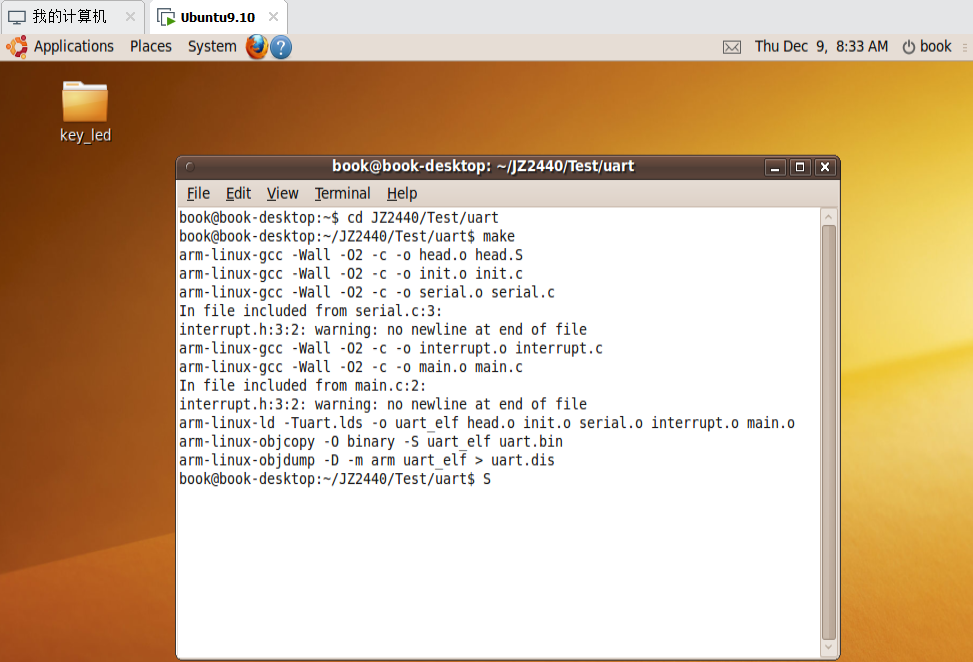 我的计算机 Ubuntu9.10
Applications Places System Thu Dec 9, 8:33 AM book
key_led
book@book-desktop: ~/JZ2440/Test/uart
File Edit View Terminal Help
book@book-desktop:~$ cd JZ2440/Test/uart
book@book-desktop:~/JZ2440/Test/uart$ make
arm-linux-gcc -Wall -O2 -c -o head.o head.S
arm-linux-gcc -Wall -O2 -c -o init.o init.c
arm-linux-gcc -Wall -O2 -c -o serial.o serial.c
In file included from serial.c:3:
interrupt.h:3:2: warning: no newline at end of file
arm-linux-gcc -Wall -O2 -c -o interrupt.o interrupt.c
arm-linux-gcc -Wall -O2 -c -o main.o main.c
In file included from main.c:2:
interrupt.h:3:2: warning: no newline at end of file
arm-linux-ld -Tuart.lds -o uart_elf head.o init.o serial.o interrupt.o main.o
arm-linux-objcopy -O binary -S uart_elf uart.bin
arm-linux-objdump -D -m arm uart_elf > uart.dis
book@book-desktop:~/JZ2440/Test/uart$ S